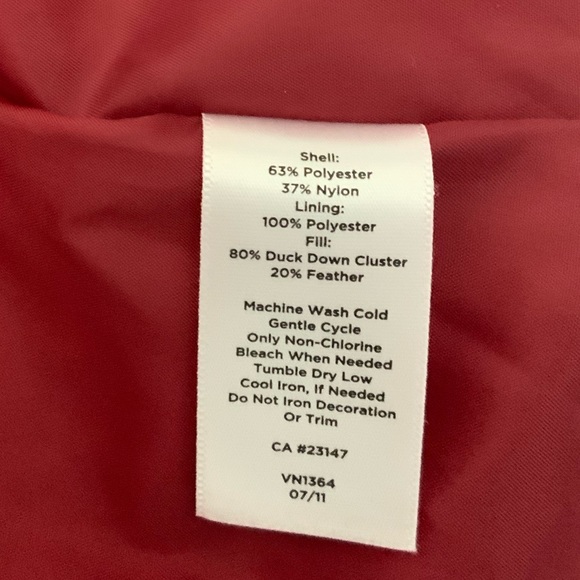 Shell:
63% Polyester
37% Nylon
Lining:
100% Polyester
Fill:
80% Duck Down Cluster
20% Feather
Machine Wash Cold
Gentle Cycle
Only Non-Chlorine
Bleach When Needed
Tumble Dry Low
Cool Iron, If Needed
Do Not Iron Decoration
Or Trim
CA #23147
VN1364
07/11